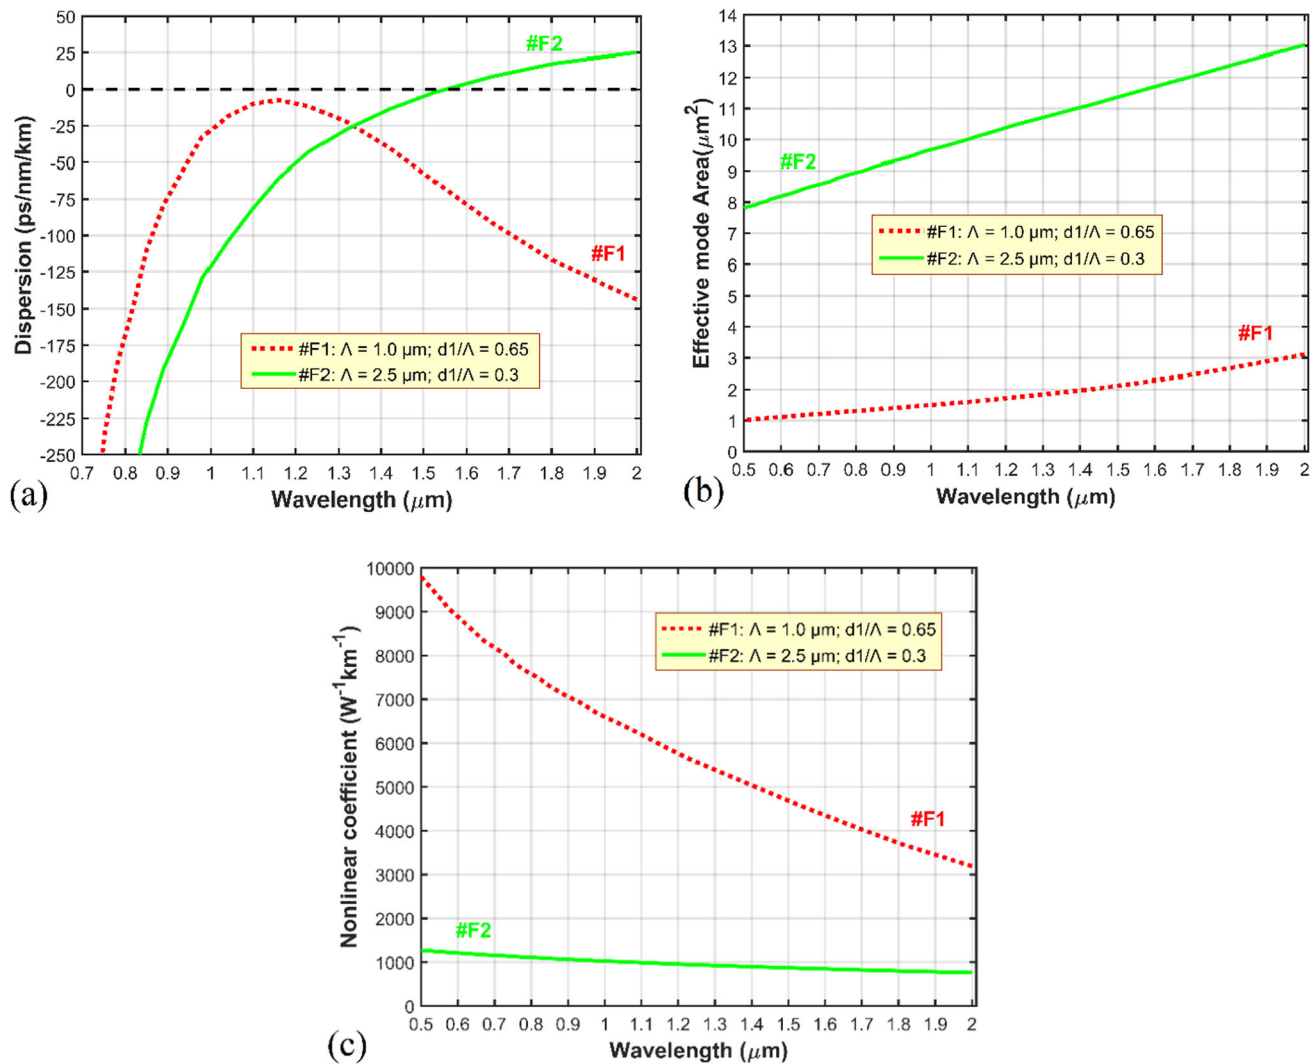 50
25
0
-25
-50
-75
-100
-125
-150
-175
-200
-225
-250
Dispersion (ps/nm/km)
#F2
#F1
#F1: Λ = 1.0 µm; d1/Λ = 0.65
#F2: Λ = 2.5 µm; d1/Λ = 0.3
0.7 0.8 0.9 1 1.1 1.2 1.3 1.4 1.5 1.6 1.7 1.8 1.9 2
Wavelength (μm)
(a)
14
13
12
11
10
9
8
7
6
5
4
3
2
1
0
Effective mode Area(μm²)
#F2
#F1: Λ = 1.0 µm; d1/Λ = 0.65
#F2: Λ = 2.5 µm; d1/Λ = 0.3
#F1
0.5 0.6 0.7 0.8 0.9 1 1.1 1.2 1.3 1.4 1.5 1.6 1.7 1.8 1.9 2
Wavelength (μm)
(b)
10000
9000
8000
7000
6000
5000
4000
3000
2000
1000
0
Nonlinear coefficient (W⁻¹km⁻¹)
#F1: Λ = 1.0 µm; d1/Λ = 0.65
#F2: Λ = 2.5 µm; d1/Λ = 0.3
#F1
#F2
0.5 0.6 0.7 0.8 0.9 1 1.1 1.2 1.3 1.4 1.5 1.6 1.7 1.8 1.9 2
Wavelength (μm)
(c)